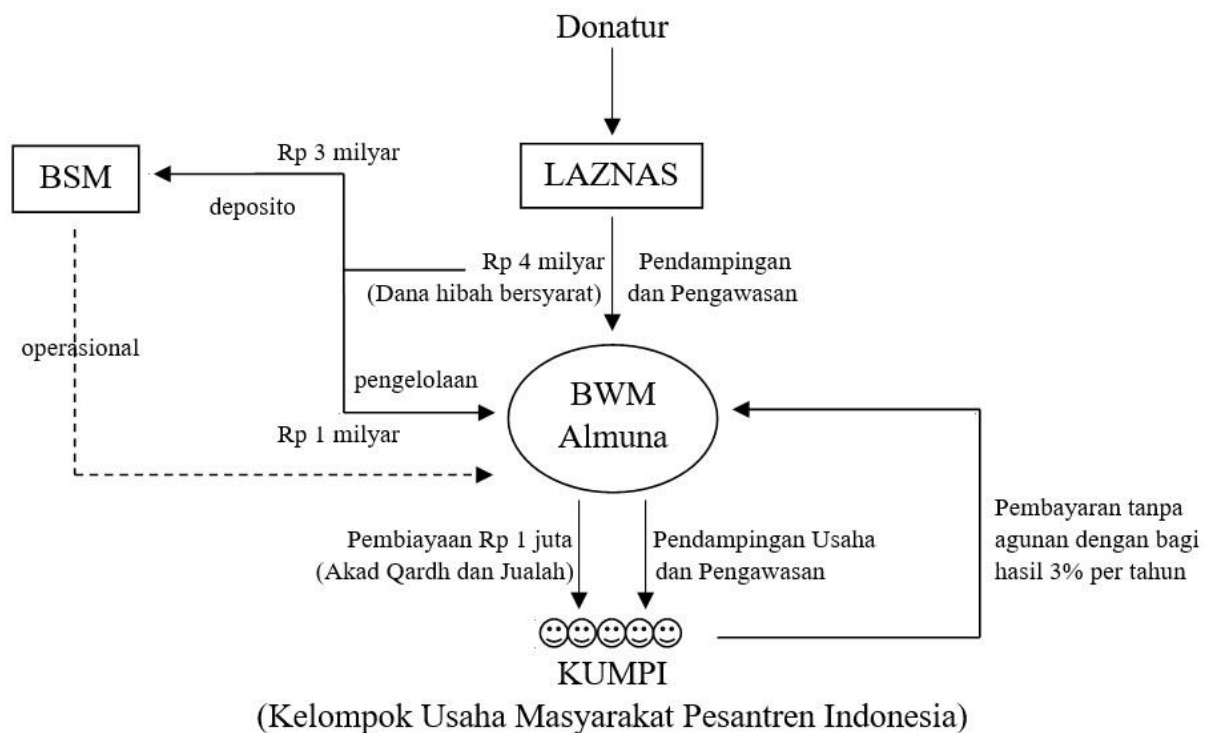 Donatur
LAZNAS
Rp 3 milyar
BSM
deposito
Rp 4 milyar
(Dana hibah bersyarat)
Pendampingan
dan Pengawasan
operasional
pengelolaan
Rp 1 milyar
BWM
Almuna
Pembiayaan Rp 1 juta
(Akad Qardh dan Jualah)
Pendampingan Usaha
dan Pengawasan
Pembayaran tanpa
agunan dengan bagi
hasil 3% per tahun
KUMPI
(Kelompok Usaha Masyarakat Pesantren Indonesia)